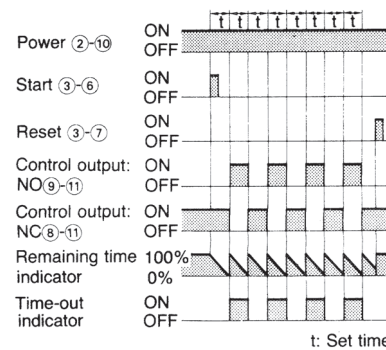 t t t t t t t t
Power ②-⑩ ON
OFF
Start ③-⑥ ON
OFF
Reset ③-⑦ ON
OFF
Control output: ON
NO⑨-⑪ OFF
Control output: ON
NC⑧-⑪ OFF
Remaining time 100%
indicator 0%
Time-out ON
indicator OFF
t: Set time